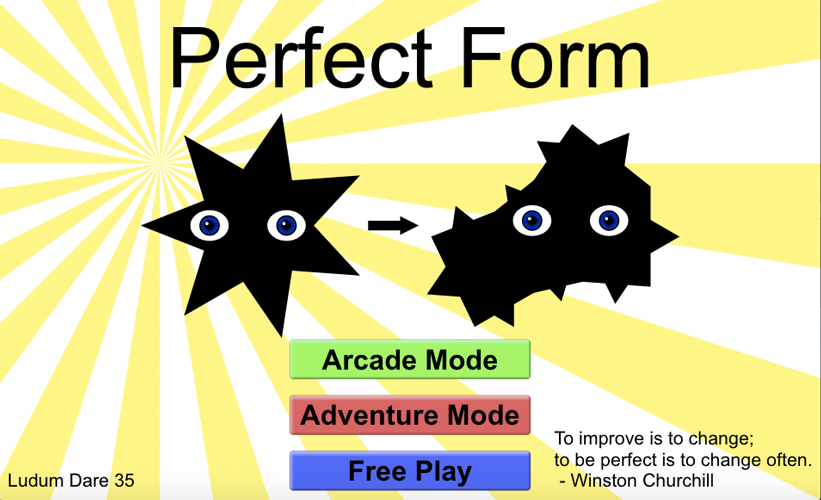 Perfect Form
Arcade Mode
Adventure Mode
Free Play
To improve is to change;
to be perfect is to change often.
- Winston Churchill
Ludum Dare 35